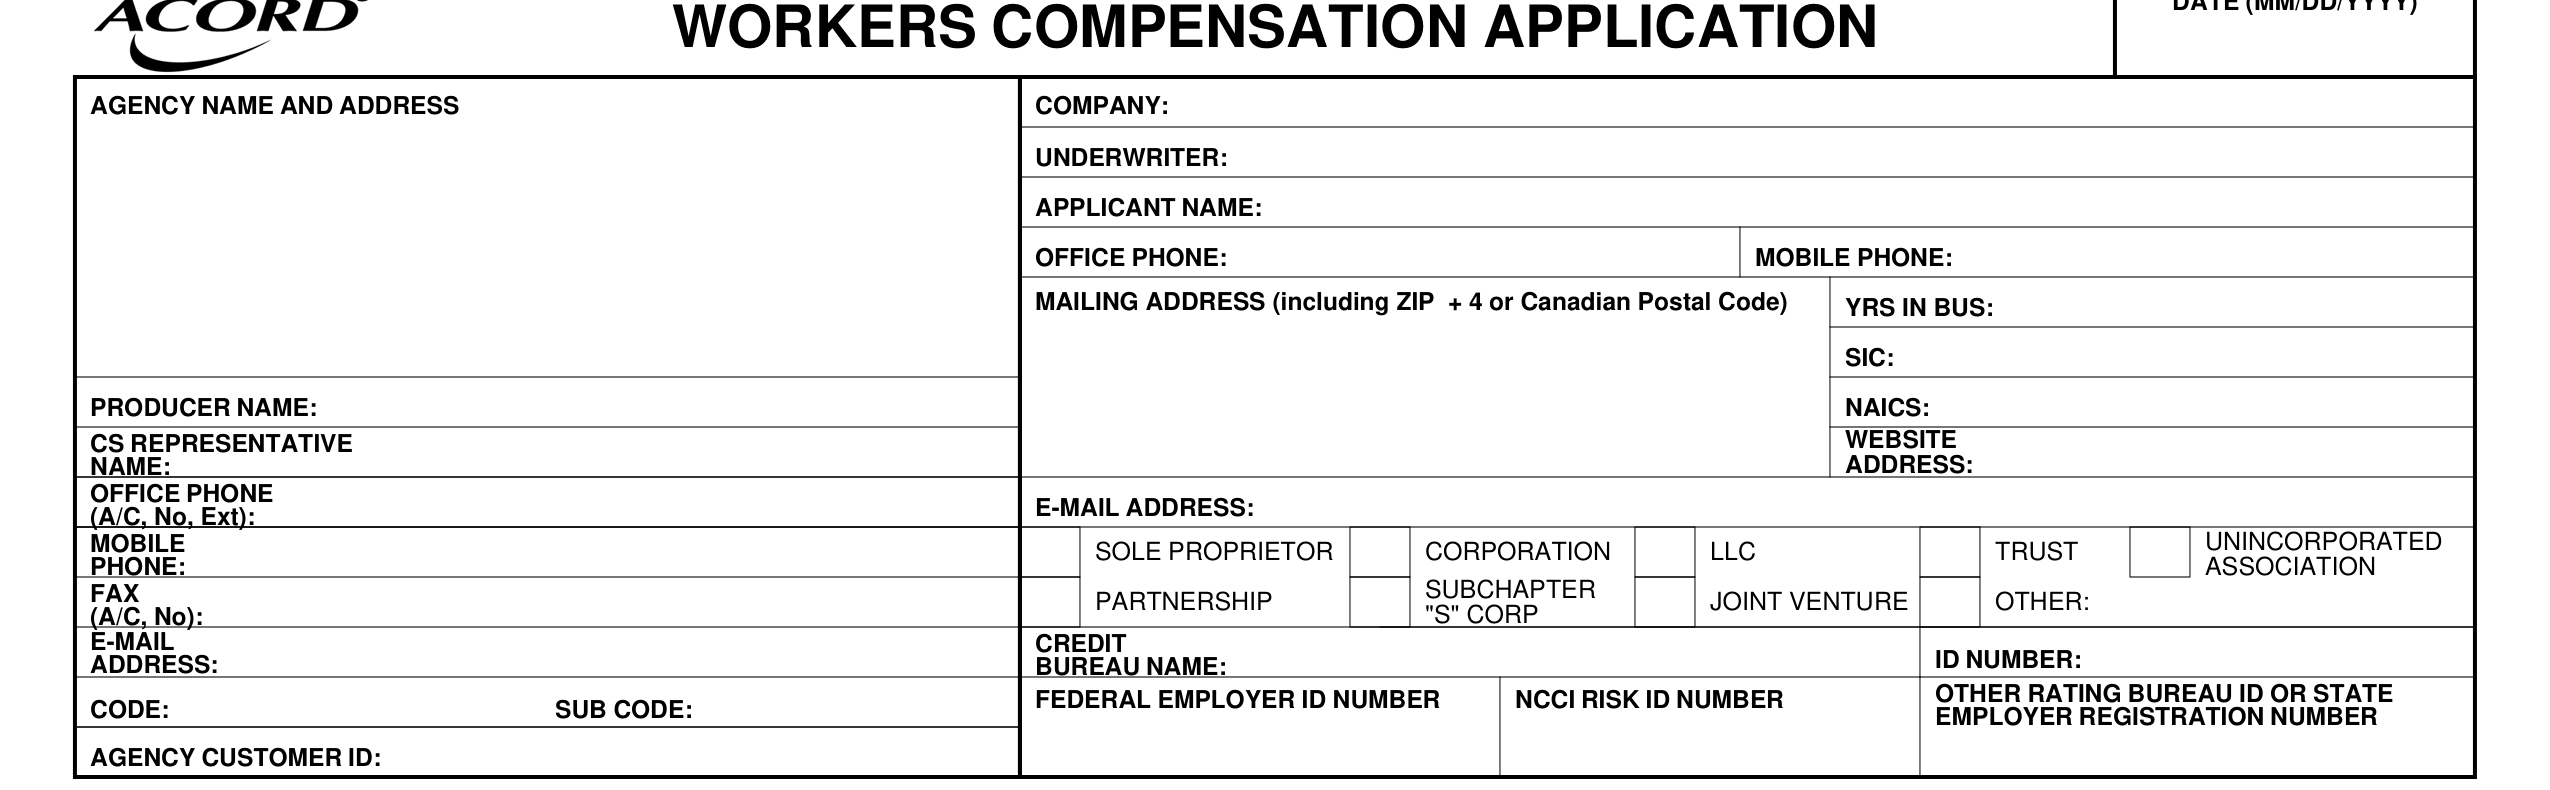 ACORD®
WORKERS COMPENSATION APPLICATION
DATE (MM/DD/YYYY)
AGENCY NAME AND ADDRESS
PRODUCER NAME:
CS REPRESENTATIVE
NAME:
OFFICE PHONE
(A/C, No, Ext):
MOBILE
PHONE:
FAX
(A/C, No):
E-MAIL
ADDRESS:
CODE: SUB CODE:
AGENCY CUSTOMER ID:
COMPANY:
UNDERWRITER:
APPLICANT NAME:
OFFICE PHONE: MOBILE PHONE:
MAILING ADDRESS (including ZIP + 4 or Canadian Postal Code)
YRS IN BUS:
SIC:
NAICS:
WEBSITE
ADDRESS:
E-MAIL ADDRESS:
SOLE PROPRIETOR CORPORATION LLC TRUST UNINCORPORATED
ASSOCIATION
PARTNERSHIP SUBCHAPTER
"S" CORP JOINT VENTURE OTHER:
CREDIT
BUREAU NAME: ID NUMBER:
FEDERAL EMPLOYER ID NUMBER NCCI RISK ID NUMBER OTHER RATING BUREAU ID OR STATE
EMPLOYER REGISTRATION NUMBER